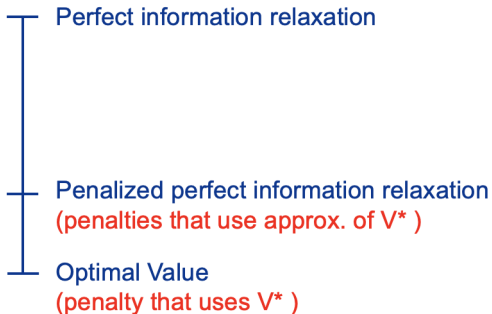 Perfect information relaxation
Penalized perfect information relaxation
(penalties that use approx. of V* )
Optimal Value
(penalty that uses V* )